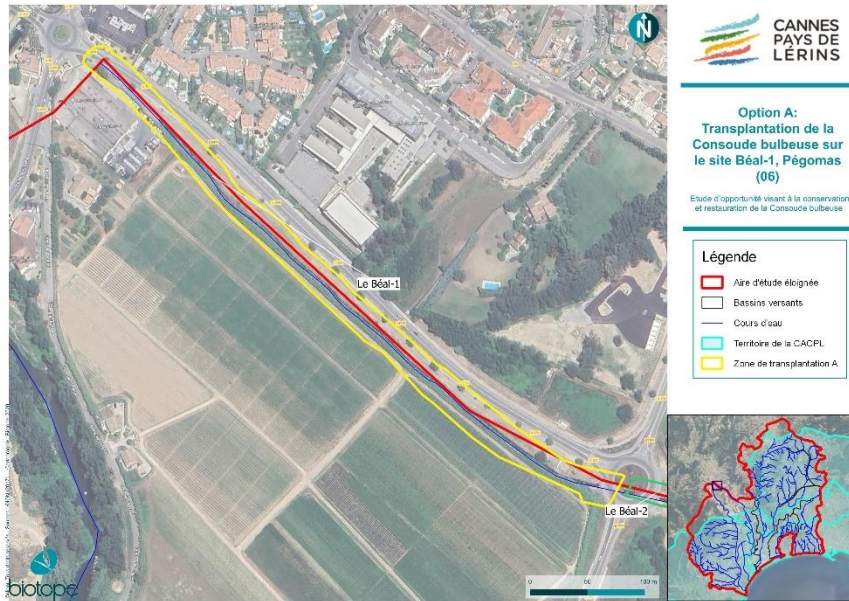 CANNES
PAYS DE
LÉRINS
Option A:
Transplantation de la
Consoude bulbeuse sur
le site Béal-1, Pégomas
(06)
Etude d'opportunité visant à la conservation
et restauration de la Consoude bulbeuse
Légende
Aire d'étude éloignée
Bassins versants
Cours d'eau
Territoire de la CACPL
Zone de transplantation A
N
Le Béal-1
Le Béal-2
biotope
0 50 100 m